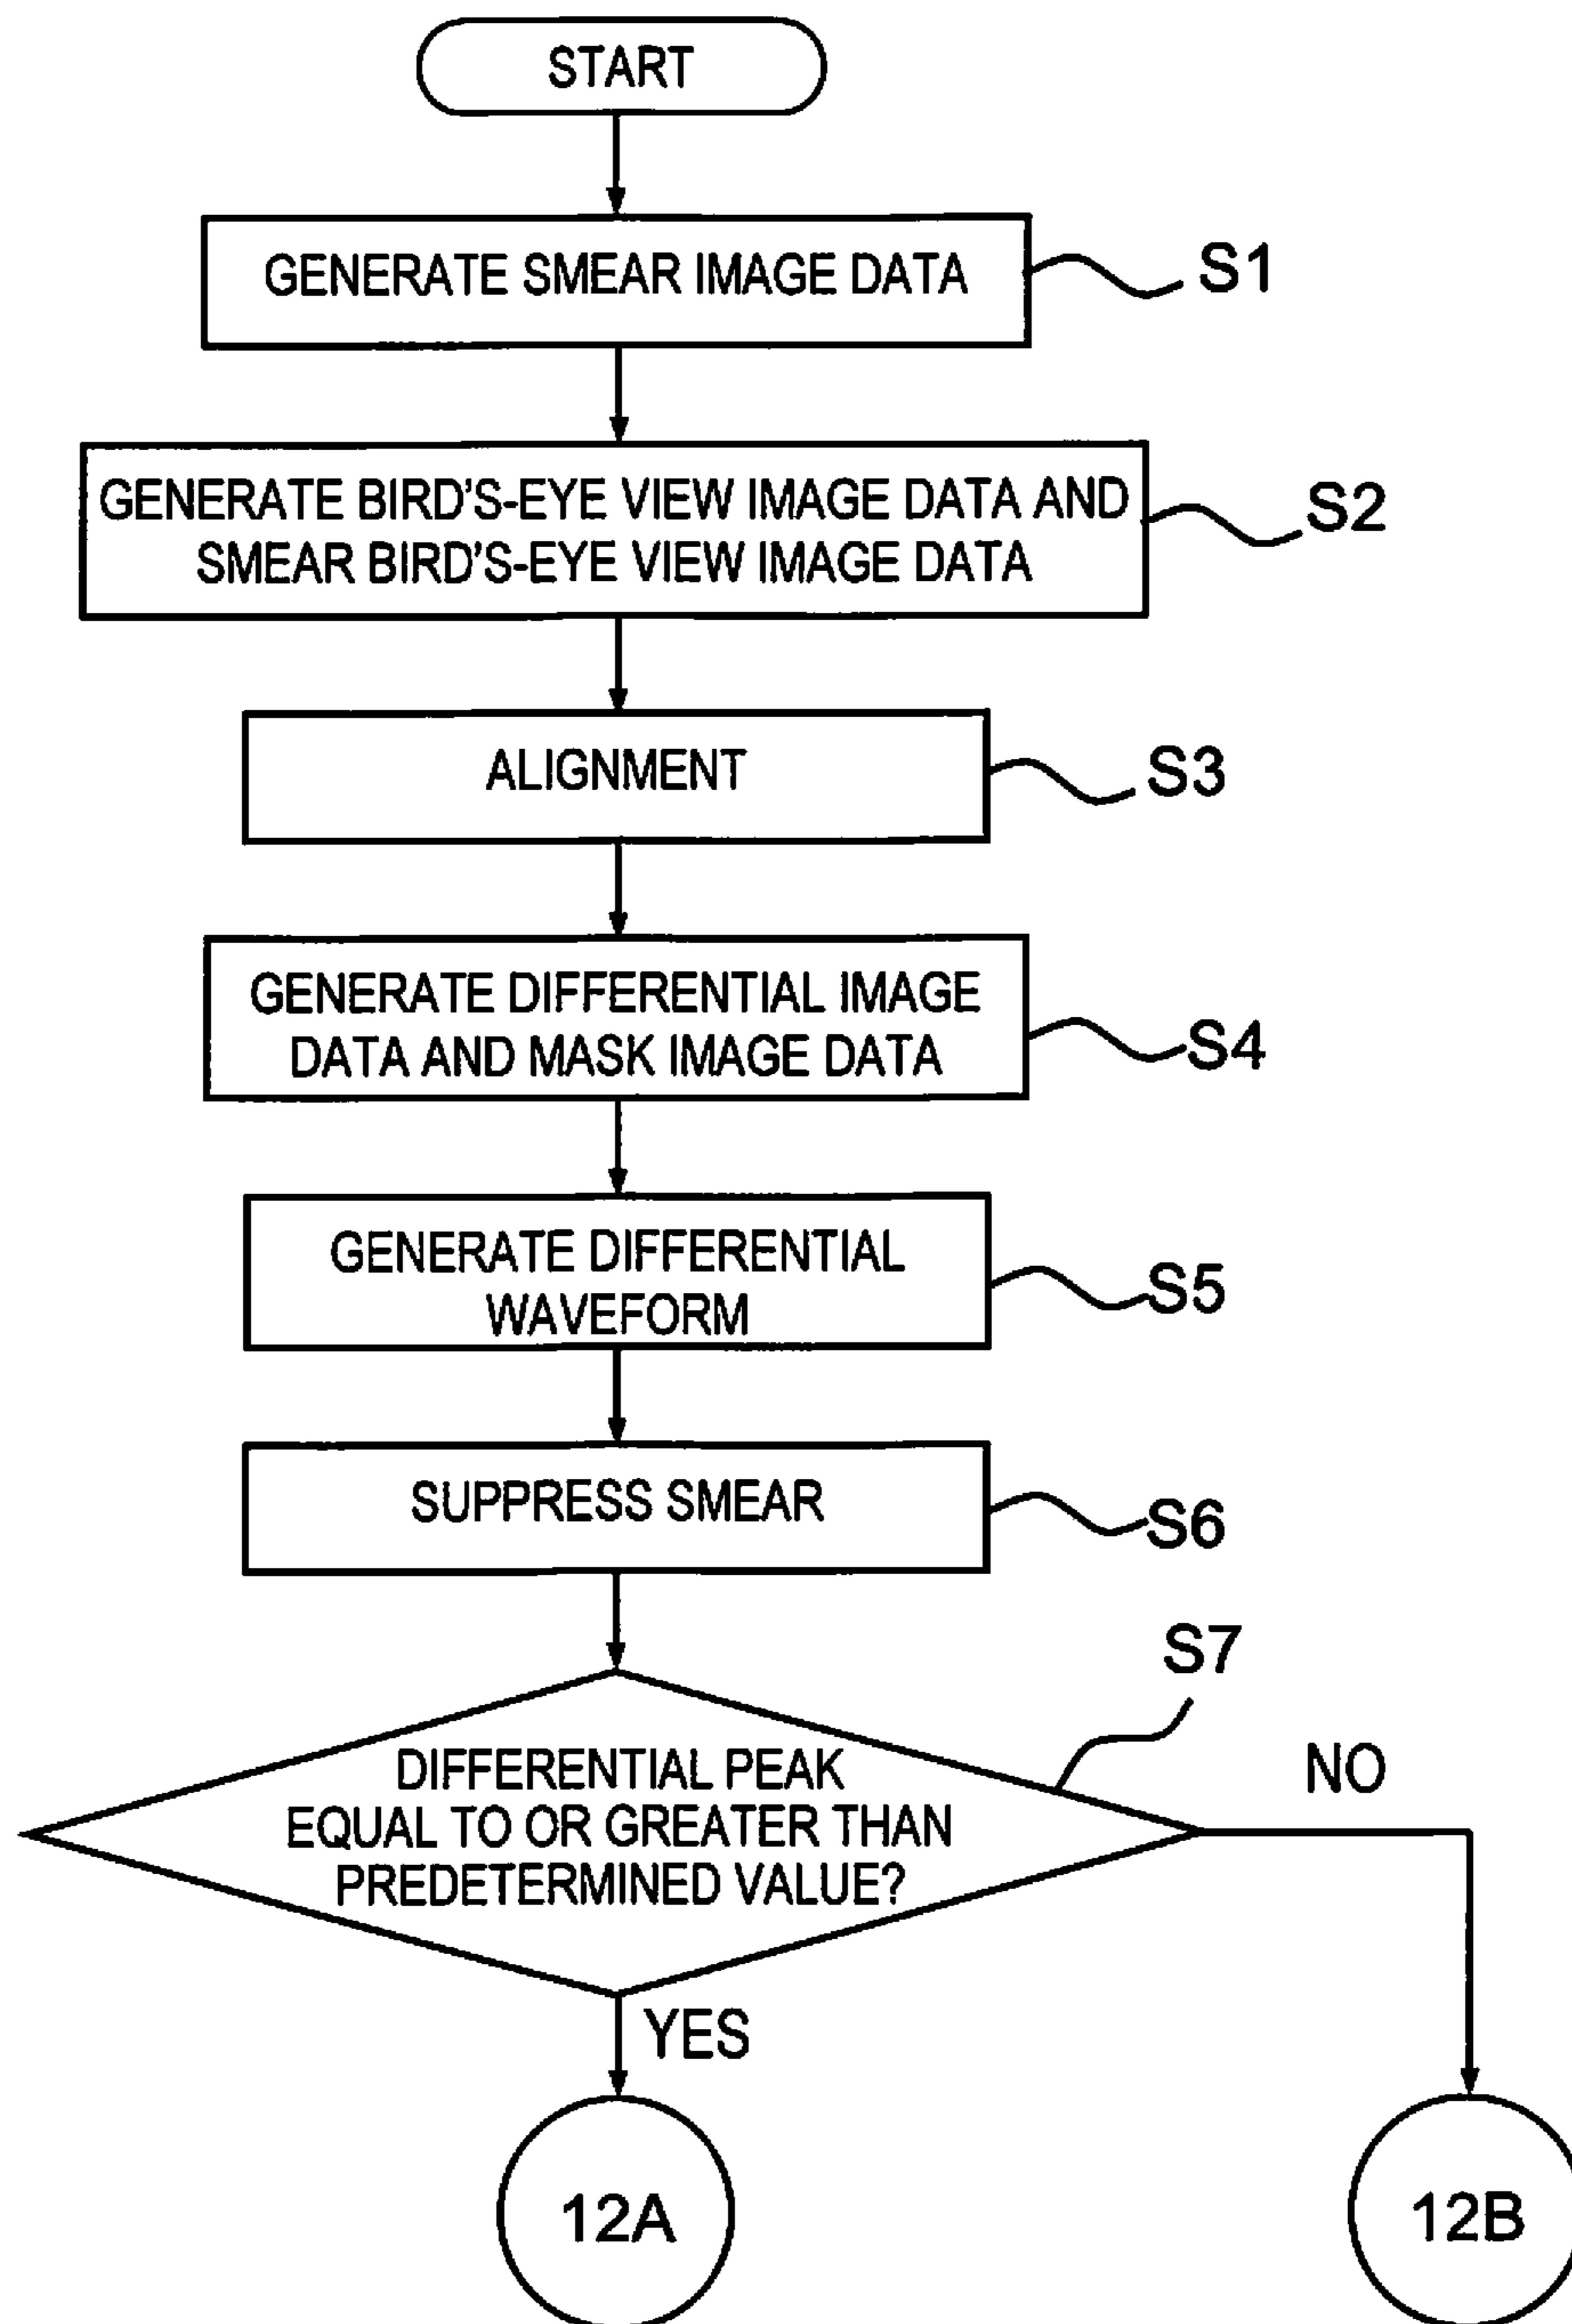 START
GENERATE SMEAR IMAGE DATA
S1
GENERATE BIRD'S-EYE VIEW IMAGE DATA AND
SMEAR BIRD'S-EYE VIEW IMAGE DATA
S2
ALIGNMENT
S3
GENERATE DIFFERENTIAL IMAGE
DATA AND MASK IMAGE DATA
S4
GENERATE DIFFERENTIAL
WAVEFORM
S5
SUPPRESS SMEAR
S6
S7
DIFFERENTIAL PEAK
EQUAL TO OR GREATER THAN
PREDETERMINED VALUE?
NO
YES
12A
12B